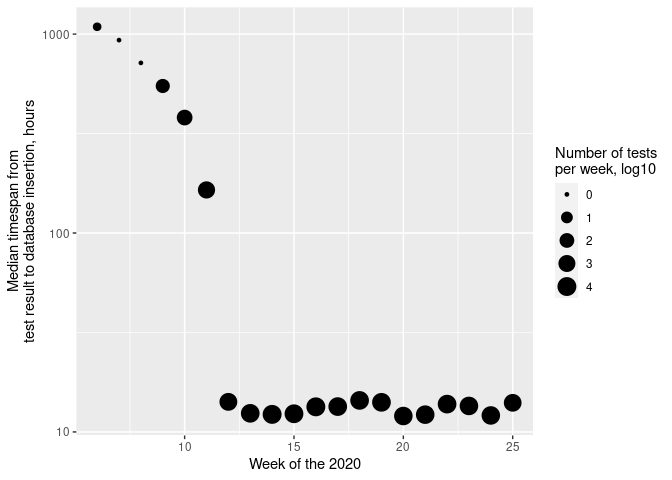 Median timespan from
test result to database insertion, hours
1000
100
10
10
15
20
25
Week of the 2020
Number of tests
per week, log10
0
1
2
3
4